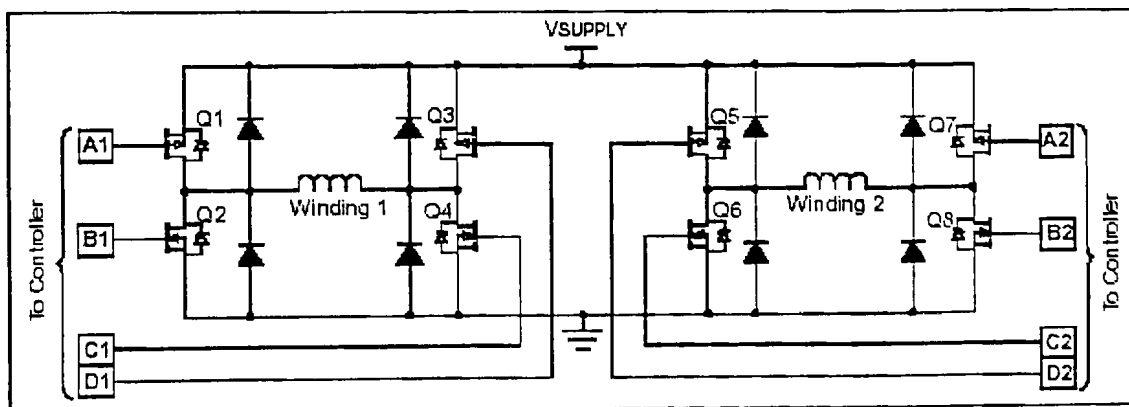 VSUPPLY
Q1
Q3
Q5
Q7
A1
A2
Winding 1
Winding 2
Q2
Q4
Q6
Q8
B1
B2
To Controller
To Controller
C1
C2
D1
D2